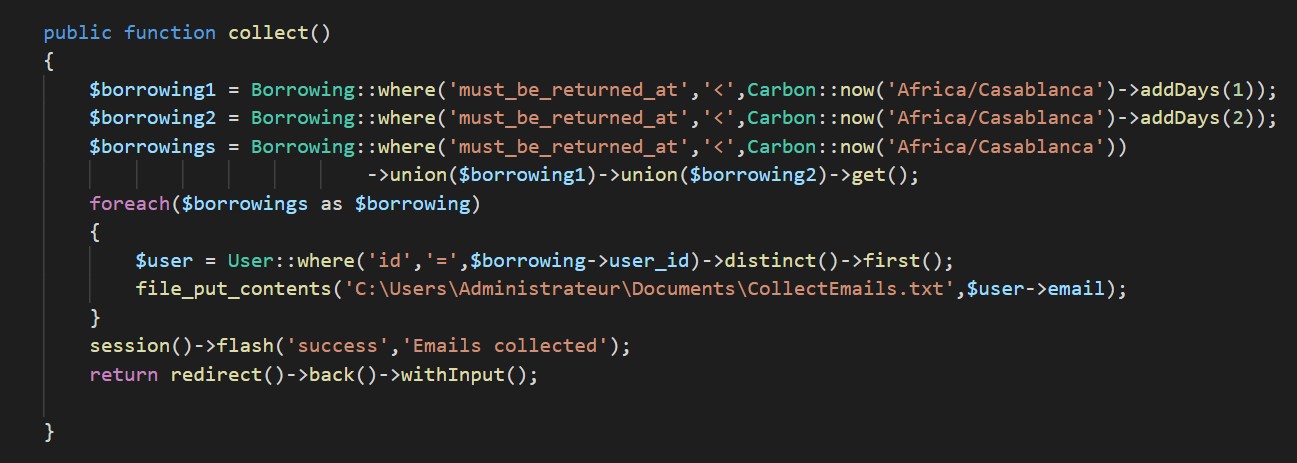 public function collect()
{
$borrowing1 = Borrowing::where('must_be_returned_at','<',Carbon::now('Africa/Casablanca')->addDays(1));
$borrowing2 = Borrowing::where('must_be_returned_at','<',Carbon::now('Africa/Casablanca')->addDays(2));
$borrowings = Borrowing::where('must_be_returned_at','<',Carbon::now('Africa/Casablanca'))
->union($borrowing1)->union($borrowing2)->get();
foreach($borrowings as $borrowing)
{
$user = User::where('id','=',$borrowing->user_id)->distinct()->first();
file_put_contents('C:\Users\Administrateur\Documents\CollectEmails.txt',$user->email);
}
session()->flash('success','Emails collected');
return redirect()->back()->withInput();
}